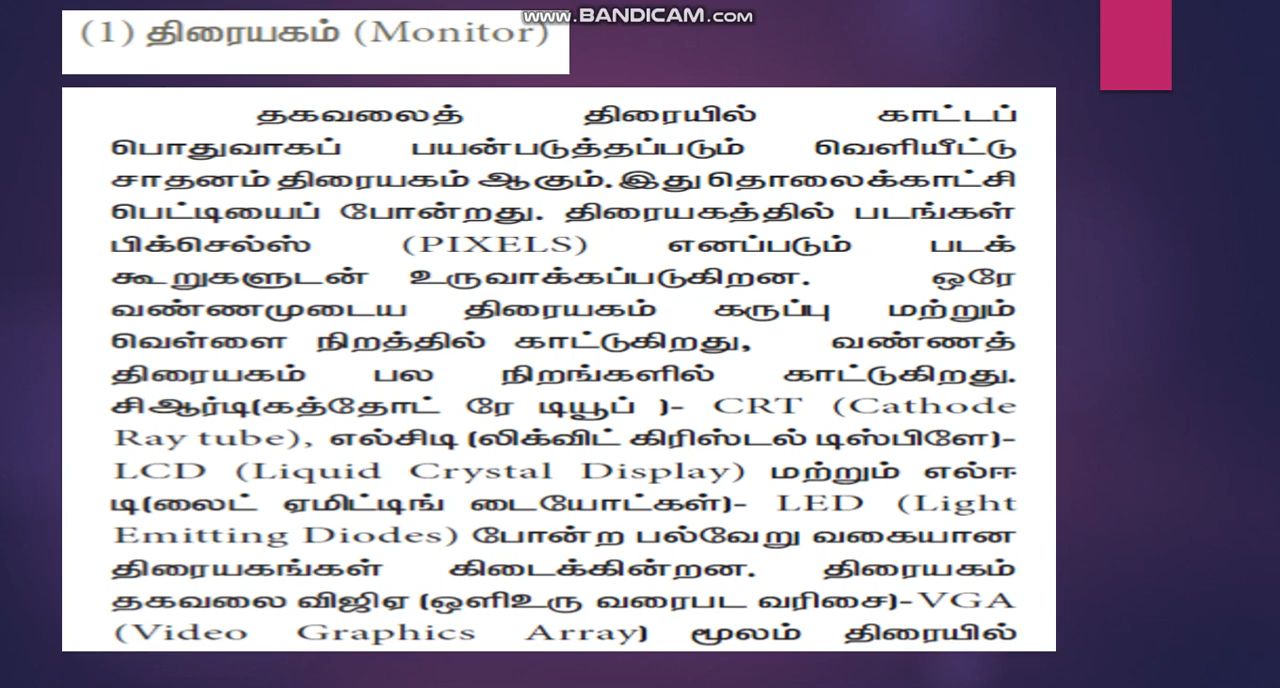 www.BANDICAM.com
(1) திரையகம் (Monitor)
தகவலைத் திரையில் காட்டப்
பொதுவாகப் பயன்படுத்தப்படும் வெளியீட்டு
சாதனம் திரையகம் ஆகும். இது தொலைக்காட்சி
பெட்டியைப் போன்றது. திரையகத்தில் படங்கள்
பிக்செல்ஸ் (PIXELS) எனப்படும் படக்
கூறுகளுடன் உருவாக்கப்படுகிறன. ஒரே
வண்ணமுடைய திரையகம் கருப்பு மற்றும்
வெள்ளை நிறத்தில் காட்டுகிறது, வண்ணத்
திரையகம் பல நிறங்களில் காட்டுகிறது.
சிஆர்டி(கத்தோட் ரே டியூப் )- CRT (Cathode
Ray tube), எல்சிடி (லிக்விட் கிரிஸ்டல் டிஸ்பிளே)-
LCD (Liquid Crystal Display) மற்றும் எல்ஈ
டி(லைட் ஏமிட்டிங் டையோட்கள்)- LED (Light
Emitting Diodes) போன்ற பல்வேறு வகையான
திரையகங்கள் கிடைக்கின்றன. திரையகம்
தகவலை விஜிஏ (ஒளிஉரு வரைபட வரிசை)-VGA
(Video Graphics Array) மூலம் திரையில்